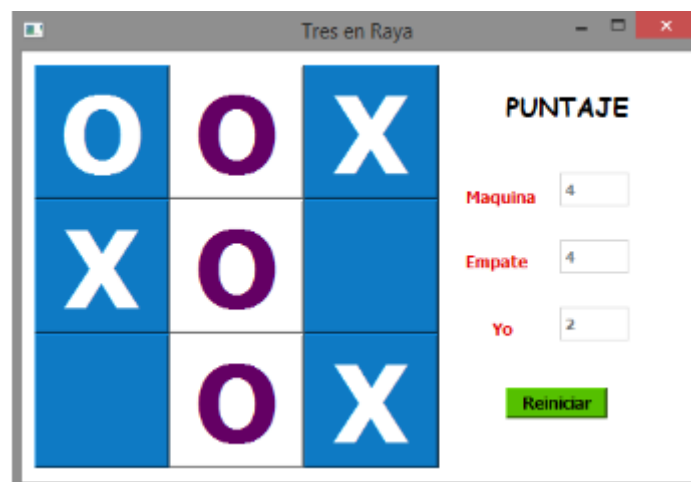 Tres en Raya
O O X
X O
O X
PUNTAJE
Maquina 4
Empate 4
Yo 2
Reiniciar